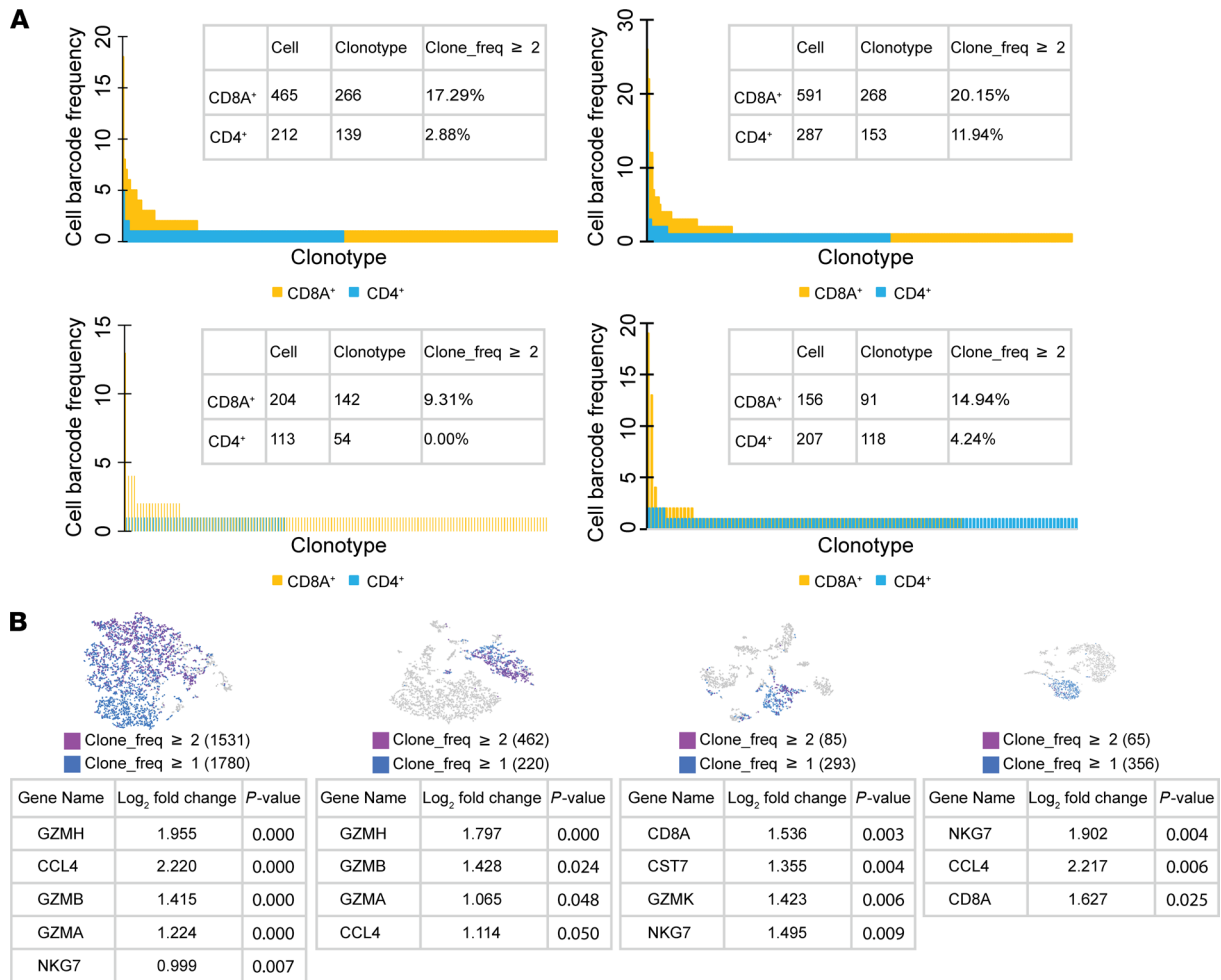 A
Cell barcode frequency
20
15
10
5
0
Cell Clonotype Clone_freq ≥ 2
CD8A⁺ 465 266 17.29%
CD4⁺ 212 139 2.88%
Clonotype
CD8A⁺ CD4⁺
Cell barcode frequency
30
20
10
0
Cell Clonotype Clone_freq ≥ 2
CD8A⁺ 591 268 20.15%
CD4⁺ 287 153 11.94%
Clonotype
CD8A⁺ CD4⁺
Cell barcode frequency
15
10
5
0
Cell Clonotype Clone_freq ≥ 2
CD8A⁺ 204 142 9.31%
CD4⁺ 113 54 0.00%
Clonotype
CD8A⁺ CD4⁺
Cell barcode frequency
20
15
10
5
0
Cell Clonotype Clone_freq ≥ 2
CD8A⁺ 156 91 14.94%
CD4⁺ 207 118 4.24%
Clonotype
CD8A⁺ CD4⁺
B
Clone_freq ≥ 2 (1531)
Clone_freq ≥ 1 (1780)
Gene Name Log₂ fold change P-value
GZMH 1.955 0.000
CCL4 2.220 0.000
GZMB 1.415 0.000
GZMA 1.224 0.000
NKG7 0.999 0.007
Clone_freq ≥ 2 (462)
Clone_freq ≥ 1 (220)
Gene Name Log₂ fold change P-value
GZMH 1.797 0.000
GZMB 1.428 0.024
GZMA 1.065 0.048
CCL4 1.114 0.050
Clone_freq ≥ 2 (85)
Clone_freq ≥ 1 (293)
Gene Name Log₂ fold change P-value
CD8A 1.536 0.003
CST7 1.355 0.004
GZMK 1.423 0.006
NKG7 1.495 0.009
Clone_freq ≥ 2 (65)
Clone_freq ≥ 1 (356)
Gene Name Log₂ fold change P-value
NKG7 1.902 0.004
CCL4 2.217 0.006
CD8A 1.627 0.025